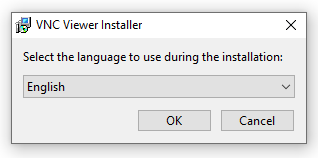 VNC Viewer Installer
Select the language to use during the installation:
English
OK Cancel